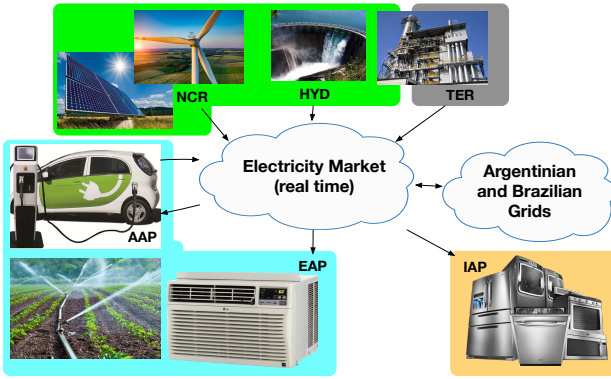 NCR
HYD
TER
Electricity Market
(real time)
Argentinian
and Brazilian
Grids
AAP
EAP
IAP